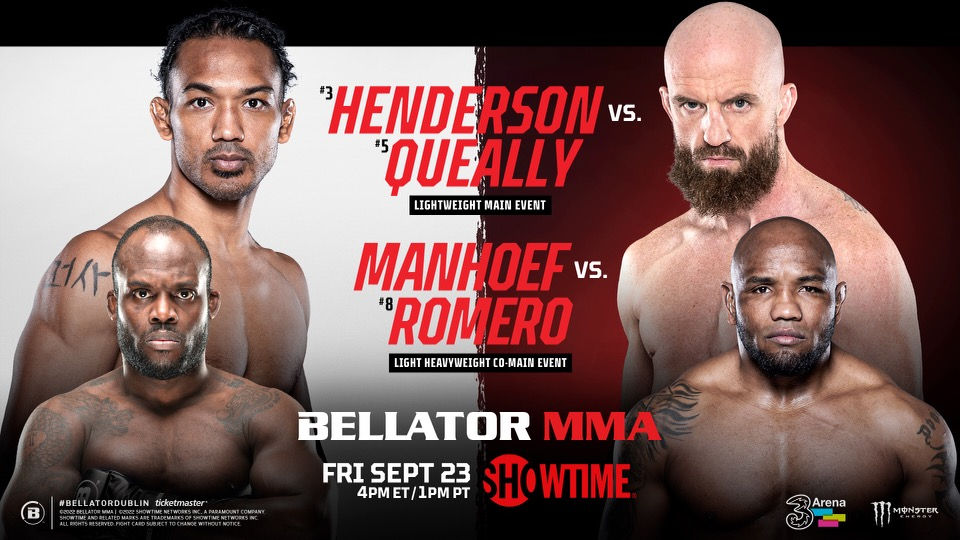 #3 HENDERSON VS.
#5 QUEALLY
LIGHTWEIGHT MAIN EVENT
MANHOEF VS.
#8 ROMERO
LIGHT HEAVYWEIGHT CO-MAIN EVENT
BELLATOR MMA
FRI SEPT 23
4PM ET/1PM PT
SHOWTIME
B
#BELLATORDUBLIN ticketmaster
©2022 BELLATOR MMA | ©2022 SHOWTIME NETWORKS INC, A PARAMOUNT COMPANY.
SHOWTIME AND RELATED MARKS ARE TRADEMARKS OF SHOWTIME NETWORKS INC.
ALL RIGHTS RESERVED. FIGHT CARD SUBJECT TO CHANGE WITHOUT NOTICE.
3 Arena
MONSTER
ENERGY